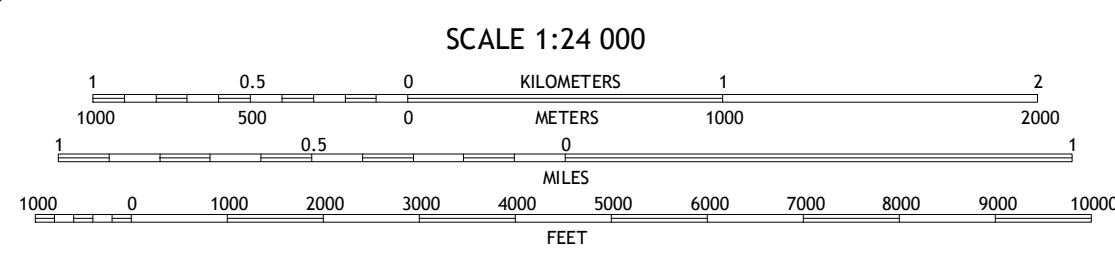 SCALE 1:24 000
1 0.5 0 KILOMETERS 1 2
1000 500 0 METERS 1000 2000
1 0.5 0 1
MILES
1000 0 1000 2000 3000 4000 5000 6000 7000 8000 9000 10000
FEET